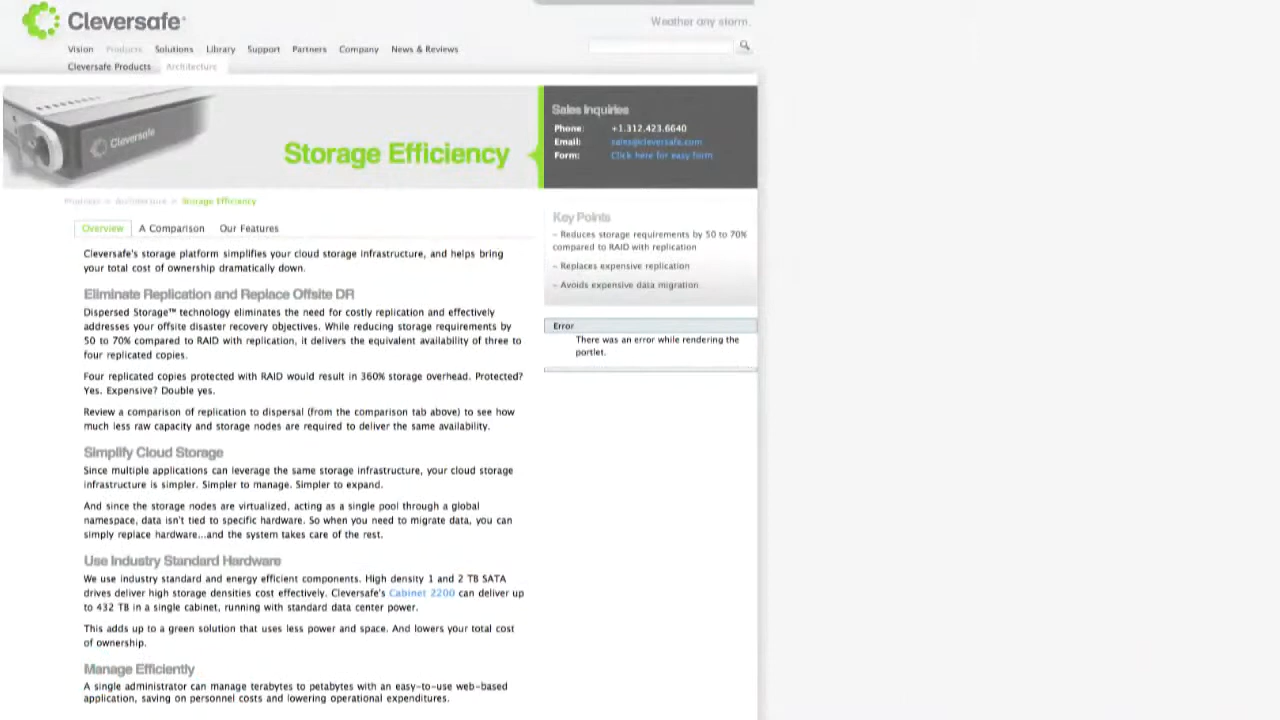 Cleversafe
Weather any storm.
Vision Products Solutions Library Support Partners Company News & Reviews
Cleversafe Products Architecture
Cleversafe
Storage Efficiency
Sales Inquiries
Phone: +1.312.423.6640
Email: sales@cleversafe.com
Form: Click here for easy form
Products > Architecture > Storage Efficiency
Overview A Comparison Our Features
Cleversafe's storage platform simplifies your cloud storage infrastructure, and helps bring
your total cost of ownership dramatically down.
Eliminate Replication and Replace Offsite DR
Dispersed Storage™ technology eliminates the need for costly replication and effectively
addresses your offsite disaster recovery objectives. While reducing storage requirements by
50 to 70% compared to RAID with replication, it delivers the equivalent availability of three to
four replicated copies.
Four replicated copies protected with RAID would result in 360% storage overhead. Protected?
Yes. Expensive? Double yes.
Review a comparison of replication to dispersal (from the comparison tab above) to see how
much less raw capacity and storage nodes are required to deliver the same availability.
Simplify Cloud Storage
Since multiple applications can leverage the same storage infrastructure, your cloud storage
infrastructure is simpler. Simpler to manage. Simpler to expand.
And since the storage nodes are virtualized, acting as a single pool through a global
namespace, data isn't tied to specific hardware. So when you need to migrate data, you can
simply replace hardware...and the system takes care of the rest.
Use Industry Standard Hardware
We use industry standard and energy efficient components. High density 1 and 2 TB SATA
drives deliver high storage densities cost effectively. Cleversafe's Cabinet 2200 can deliver up
to 432 TB in a single cabinet, running with standard data center power.
This adds up to a green solution that uses less power and space. And lowers your total cost
of ownership.
Manage Efficiently
A single administrator can manage terabytes to petabytes with an easy-to-use web-based
application, saving on personnel costs and lowering operational expenditures.
Key Points
- Reduces storage requirements by 50 to 70%
compared to RAID with replication
- Replaces expensive replication
- Avoids expensive data migration
Error
There was an error while rendering the
portlet.